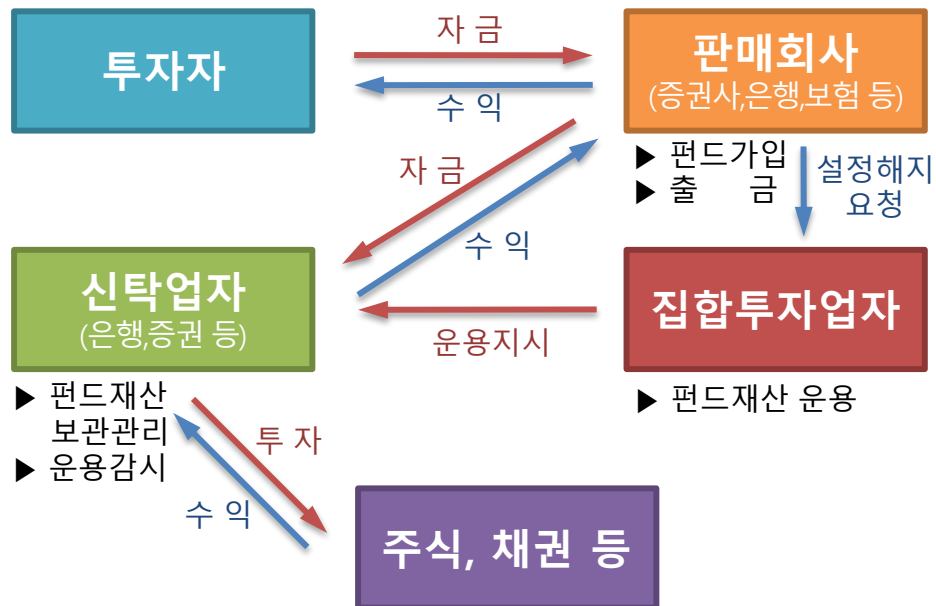 투자자
자 금
수 익
판매회사
(증권사,은행,보험 등)
▶ 펀드가입
▶ 출 금
설정해지
요청
자 금
수 익
신탁업자
(은행,증권 등)
운용지시
집합투자업자
▶ 펀드재산
보관관리
▶ 운용감시
▶ 펀드재산 운용
투 자
수 익
주식, 채권 등